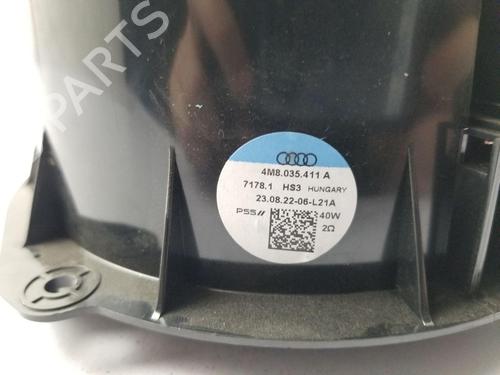 B-PARTS
4M8.035.411 A
7178.1 HS3 HUNGARY
23.08.22-06-L21A
PSS// 40W
2Ω